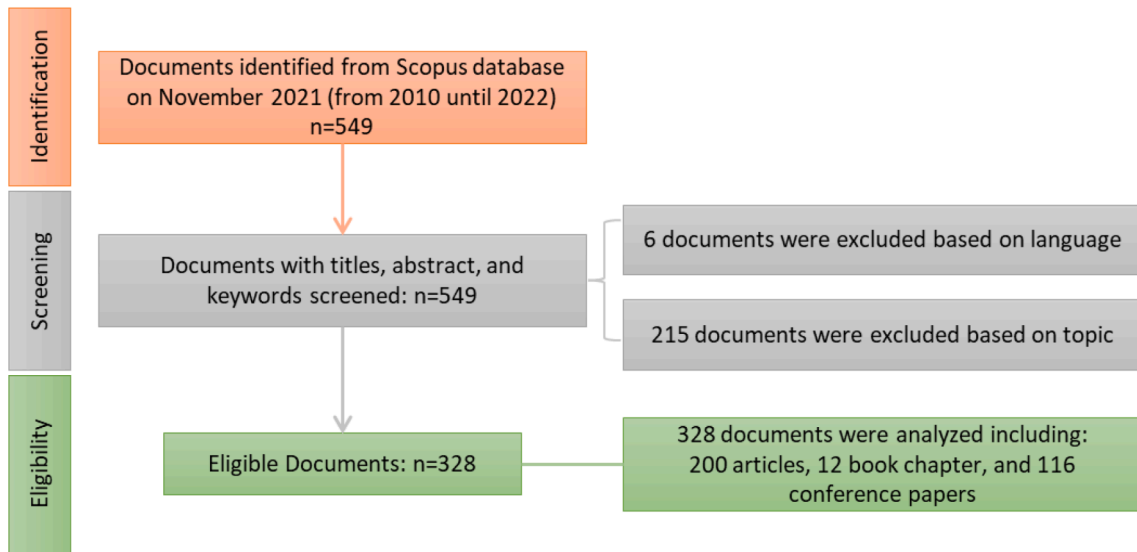 Identification
Documents identified from Scopus database
on November 2021 (from 2010 until 2022)
n=549
Screening
Documents with titles, abstract, and
keywords screened: n=549
6 documents were excluded based on language
215 documents were excluded based on topic
Eligibility
Eligible Documents: n=328
328 documents were analyzed including:
200 articles, 12 book chapter, and 116
conference papers